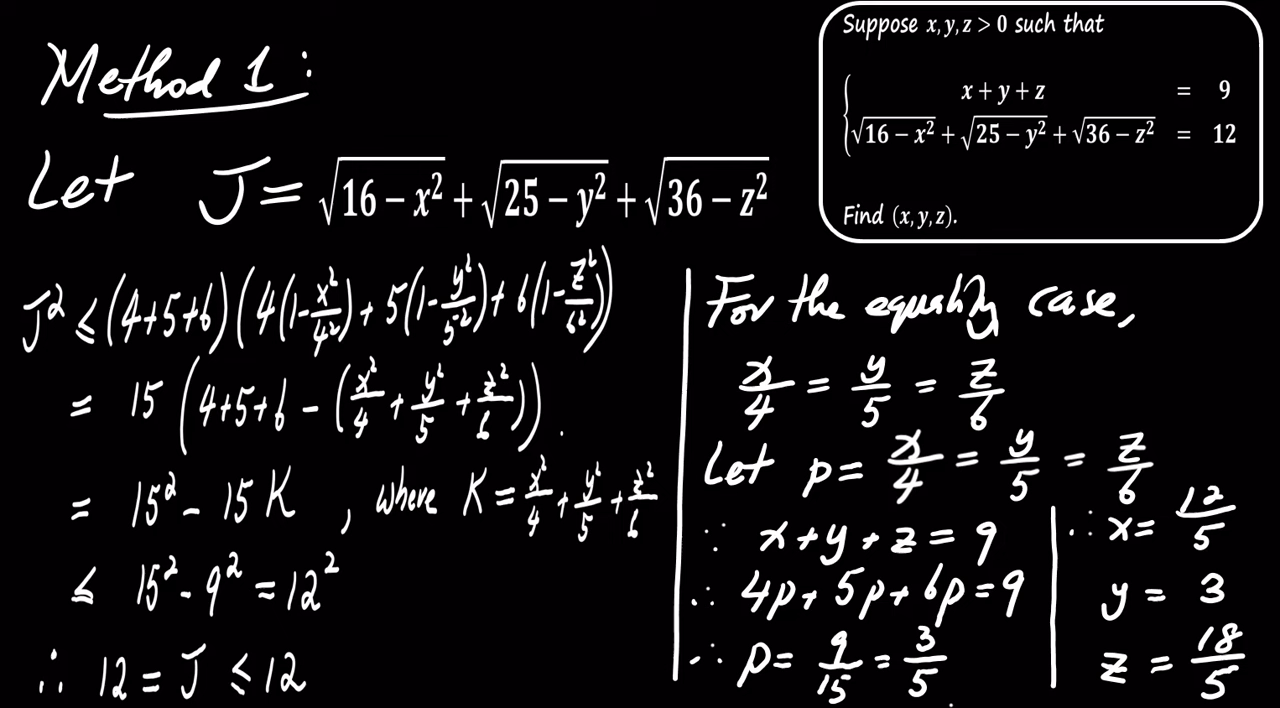 Method 1:
Let J = √(16 − x²) + √(25 − y²) + √(36 − z²)
Suppose x, y, z > 0 such that
{ x + y + z = 9
√(16 − x²) + √(25 − y²) + √(36 − z²) = 12
Find (x, y, z).
J² ≤ (4+5+6)(4(1−x²/4²)+5(1−y²/5²)+6(1−z²/6²))
= 15 (4+5+6 − (x²/4 + y²/5 + z²/6)).
= 15² − 15K, where K = x²/4 + y²/5 + z²/6
≤ 15² − 9² = 12²
∴ 12 = J ≤ 12
For the equality case,
x/4 = y/5 = z/6
Let p = x/4 = y/5 = z/6
∵ x + y + z = 9
∴ 4p + 5p + 6p = 9
∴ p = 9/15 = 3/5
∴ x = 12/5
y = 3
z = 18/5